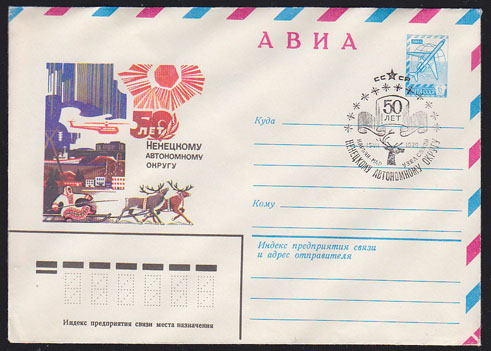 АВИА
50
ЛЕТ
НЕНЕЦКОМУ
АВТОНОМНОМУ
ОКРУГУ
СССР
50
ЛЕТ
НЕНЕЦКОМУ АВТОНОМНОМУ ОКРУГУ
Куда
Кому
Индекс предприятия связи
и адрес отправителя
Индекс предприятия связи места назначения